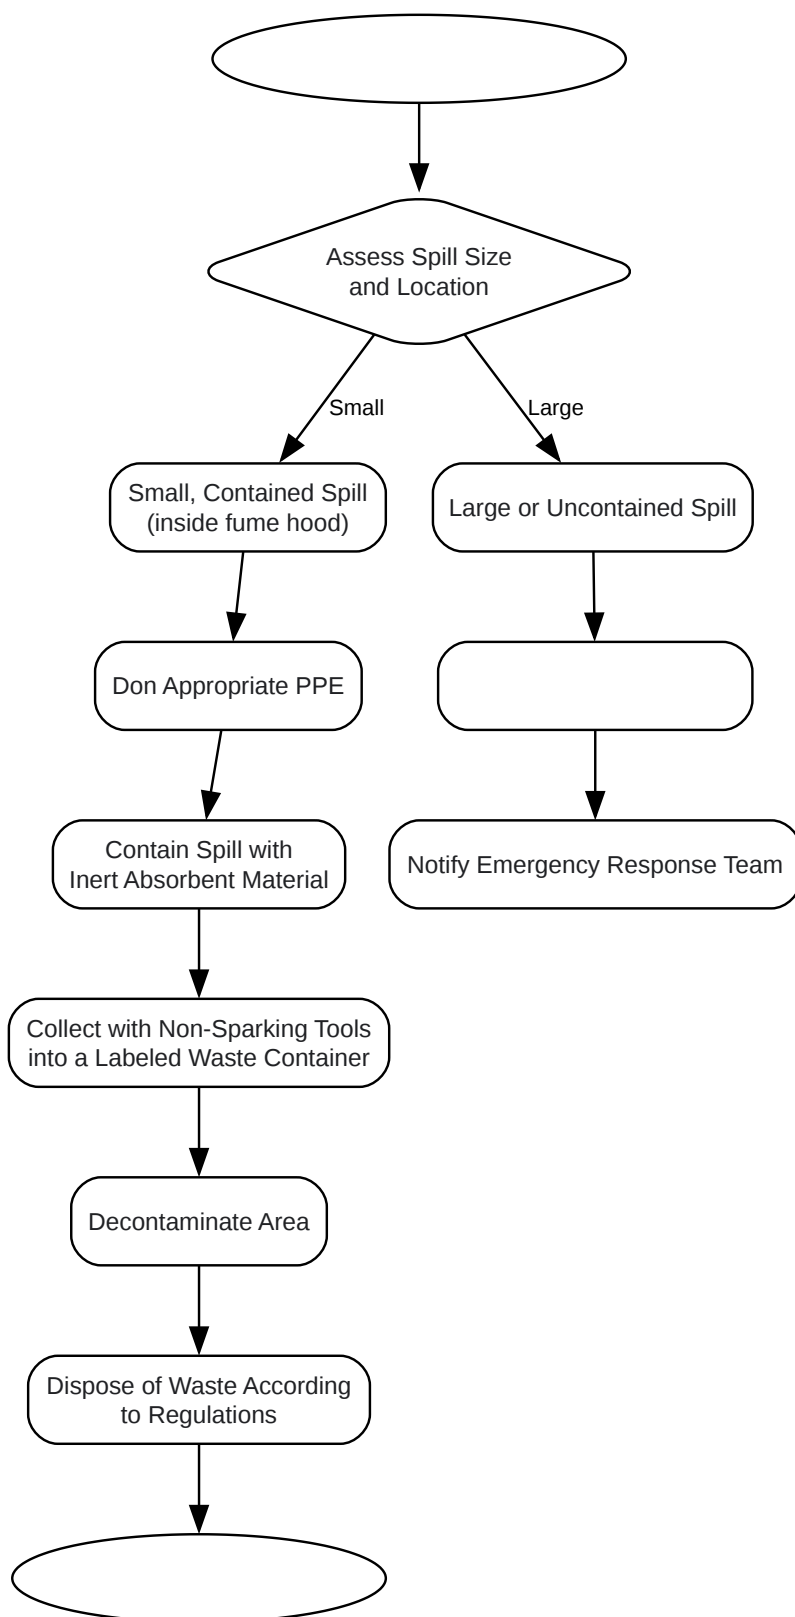 Assess Spill Size
and Location
Small
Large
Small, Contained Spill
(inside fume hood)
Large or Uncontained Spill
Don Appropriate PPE
Contain Spill with
Inert Absorbent Material
Notify Emergency Response Team
Collect with Non-Sparking Tools
into a Labeled Waste Container
Decontaminate Area
Dispose of Waste According
to Regulations